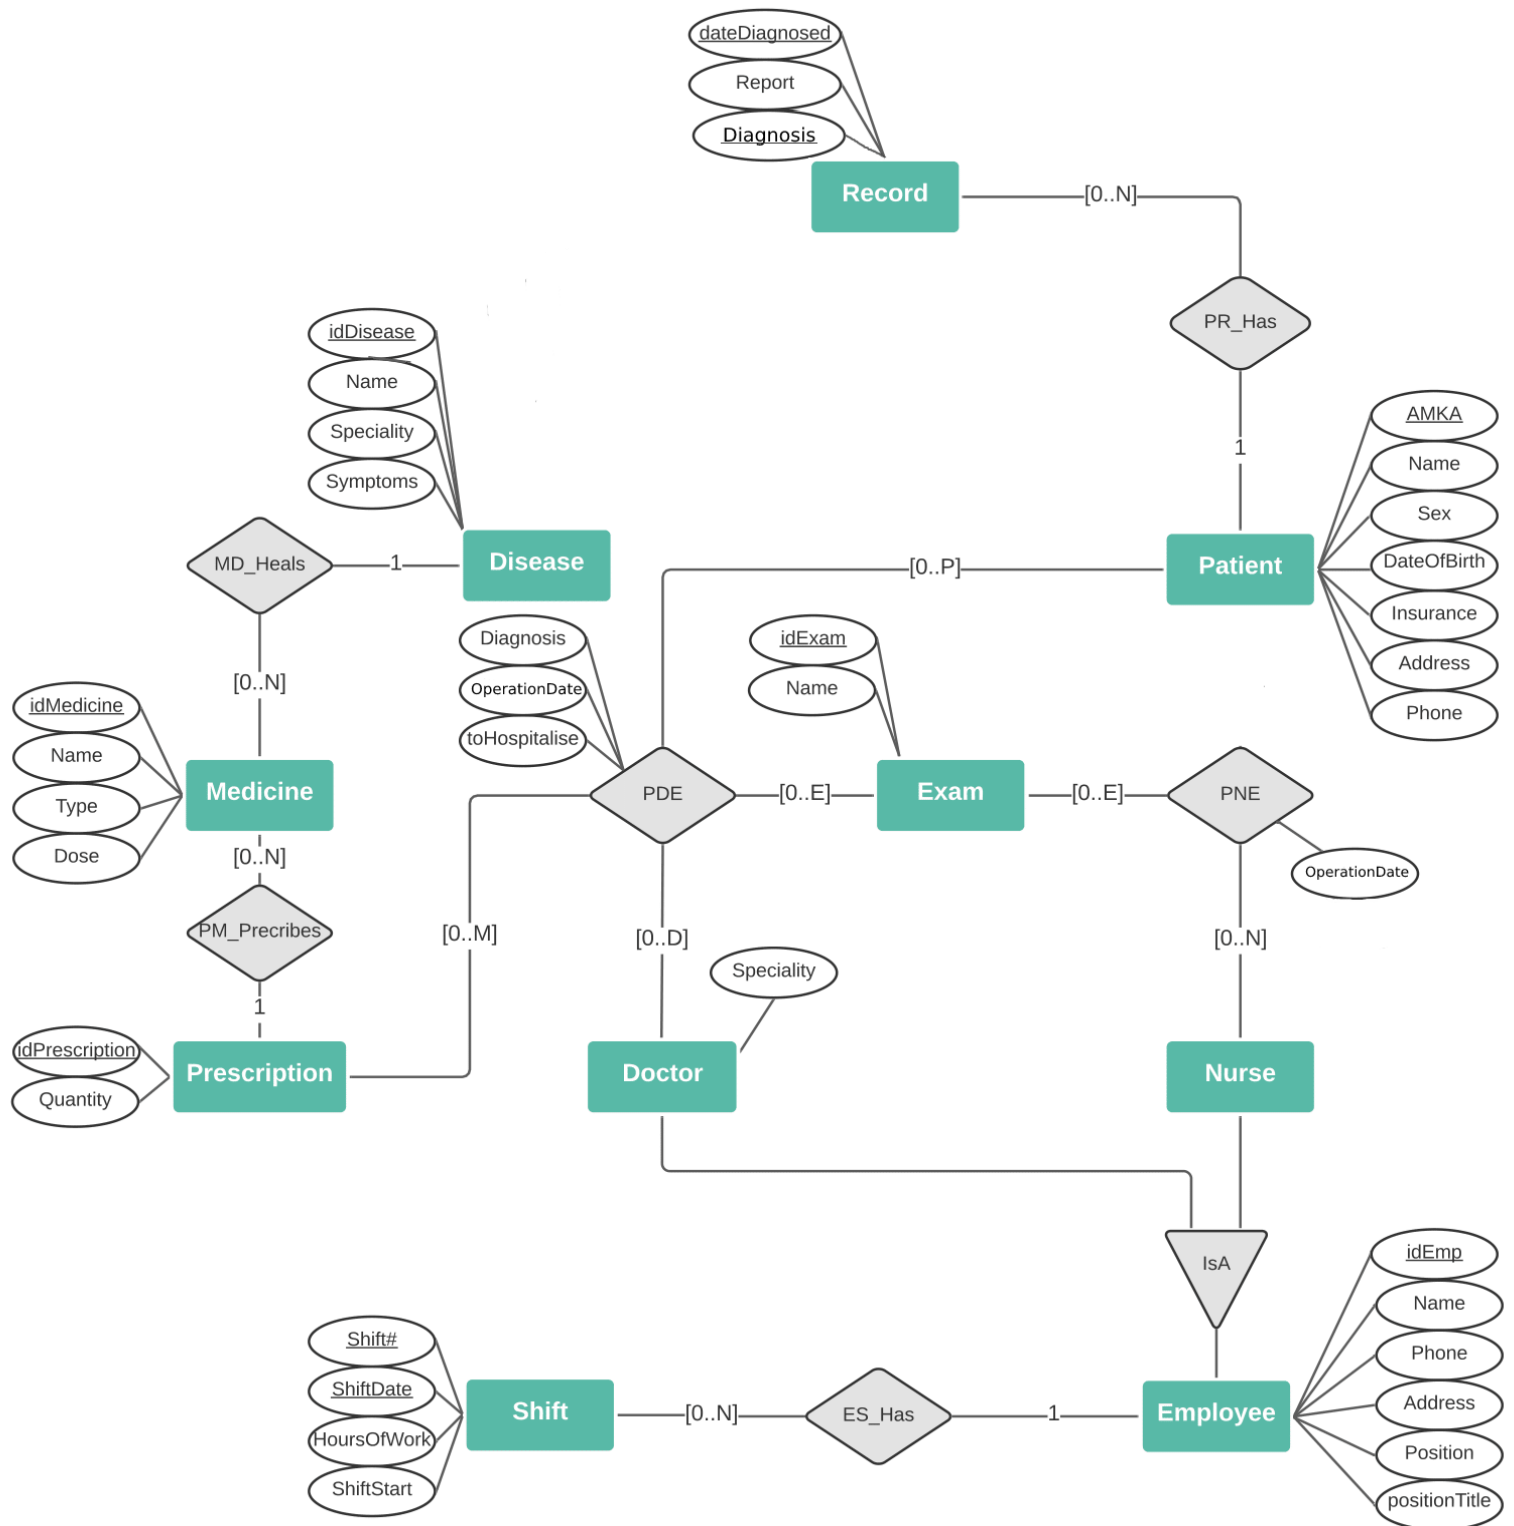 dateDiagnosed
Report
Diagnosis
Record
[0..N]
PR_Has
1
idDisease
Name
Speciality
Symptoms
MD_Heals
1
Disease
[0..N]
[0..P]
Patient
AMKA
Name
Sex
DateOfBirth
Insurance
Address
Phone
Diagnosis
OperationDate
toHospitalise
idExam
Name
idMedicine
Name
Type
Dose
Medicine
PDE
[0..E]
Exam
[0..E]
PNE
OperationDate
[0..N]
PM_Precribes
1
[0..M]
[0..D]
[0..N]
Speciality
idPrescription
Quantity
Prescription
Doctor
Nurse
IsA
idEmp
Name
Phone
Address
Position
positionTitle
Shift#
ShiftDate
HoursOfWork
ShiftStart
Shift
[0..N]
ES_Has
1
Employee